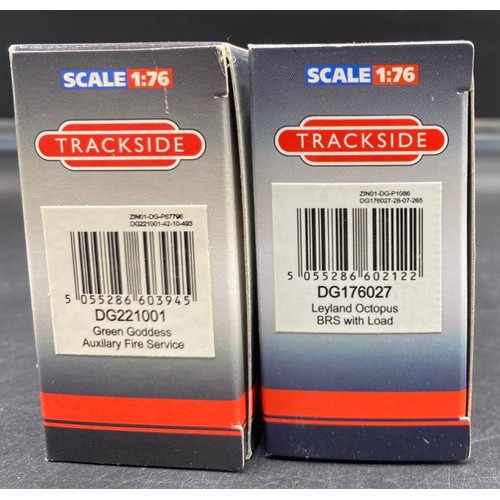 SCALE 1:76
TRACKSIDE
ZIN01-DG-P67796
DG221001-42-10-493
5 055286 603945
DG221001
Green Goddess
Auxilary Fire Service
SCALE 1:76
TRACKSIDE
ZIN01-DG-P1086
DG176027-28-07-265
5 055286 602122
DG176027
Leyland Octopus
BRS with Load